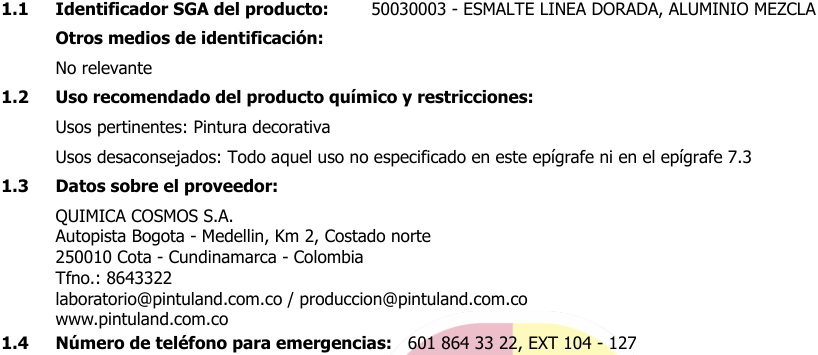 1.1 Identificador SGA del producto: 50030003 - ESMALTE LINEA DORADA, ALUMINIO MEZCLA
Otros medios de identificación:
No relevante
1.2 Uso recomendado del producto químico y restricciones:
Usos pertinentes: Pintura decorativa
Usos desaconsejados: Todo aquel uso no especificado en este epígrafe ni en el epígrafe 7.3
1.3 Datos sobre el proveedor:
QUIMICA COSMOS S.A.
Autopista Bogota - Medellin, Km 2, Costado norte
250010 Cota - Cundinamarca - Colombia
Tfno.: 8643322
laboratorio@pintuland.com.co / produccion@pintuland.com.co
www.pintuland.com.co
1.4 Número de teléfono para emergencias: 601 864 33 22, EXT 104 - 127